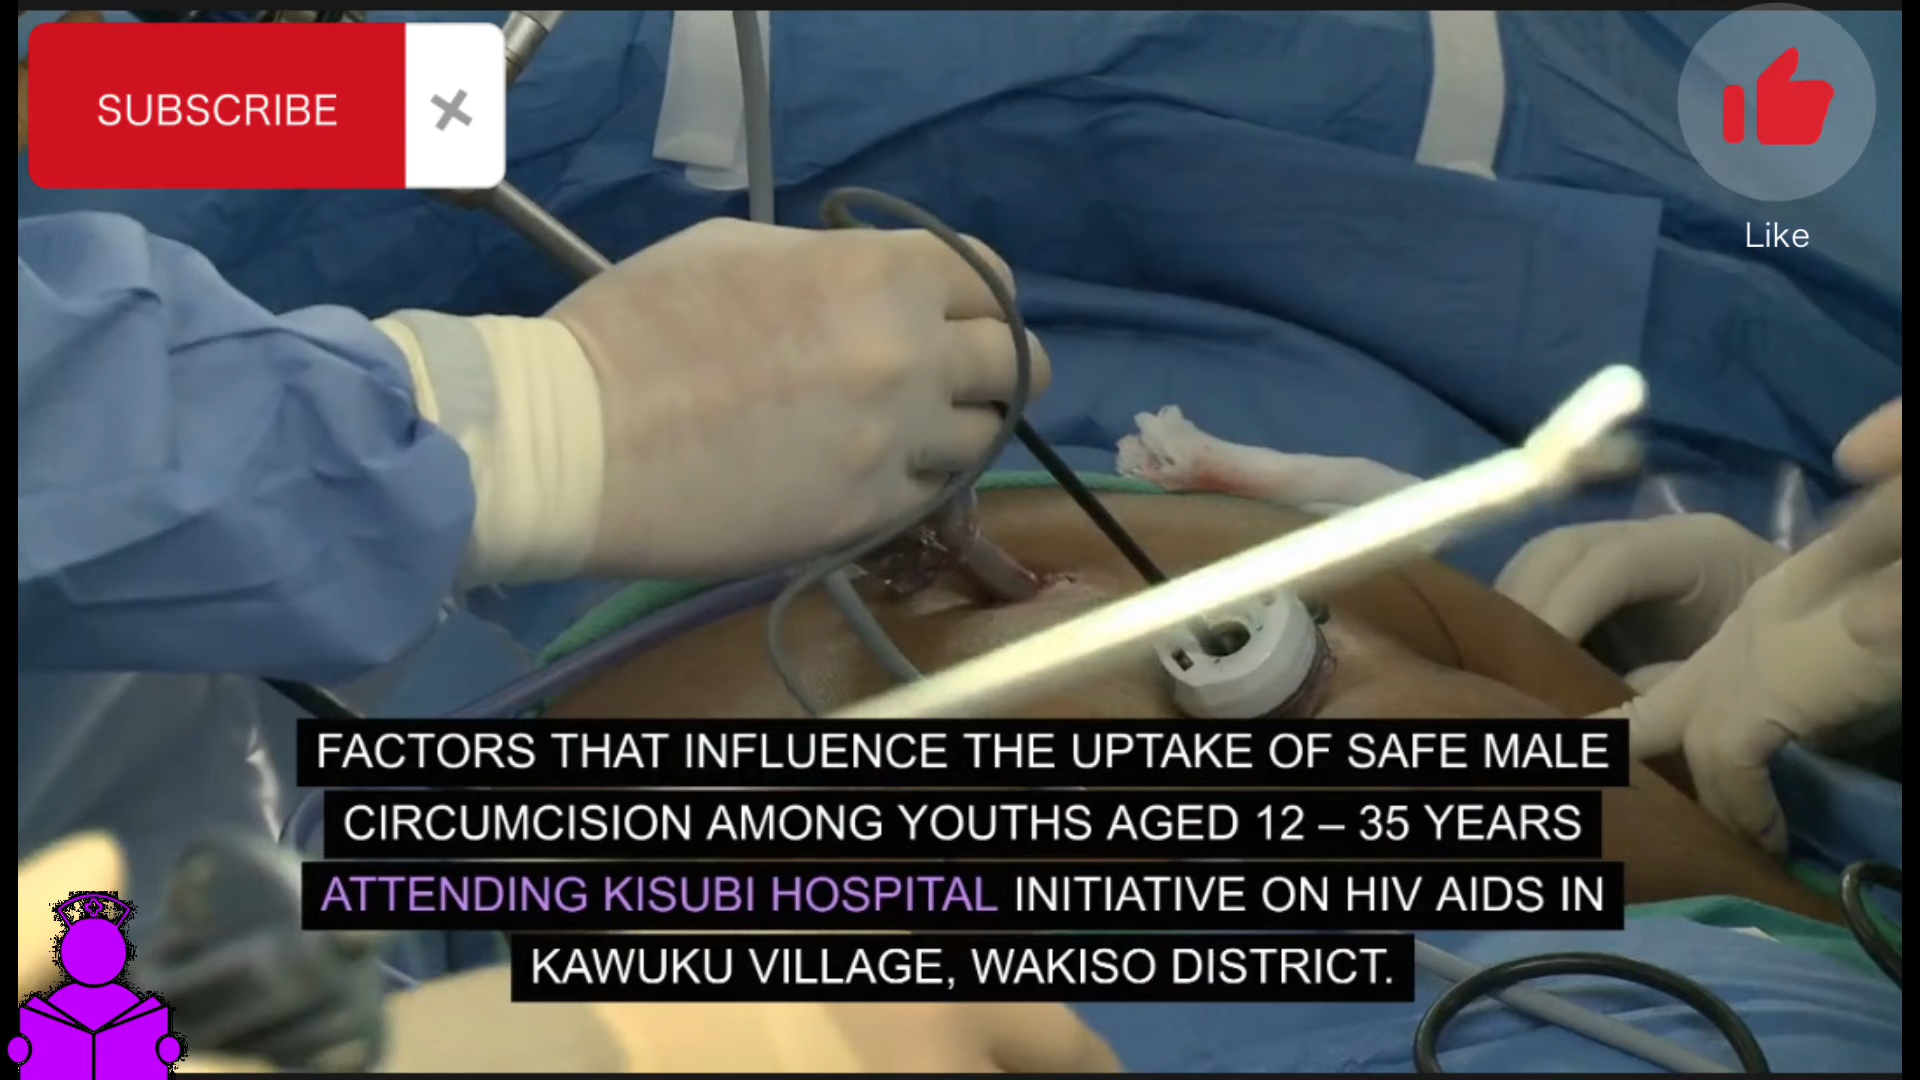 SUBSCRIBE
Like
FACTORS THAT INFLUENCE THE UPTAKE OF SAFE MALE
CIRCUMCISION AMONG YOUTHS AGED 12 – 35 YEARS
ATTENDING KISUBI HOSPITAL INITIATIVE ON HIV AIDS IN
KAWUKU VILLAGE, WAKISO DISTRICT.